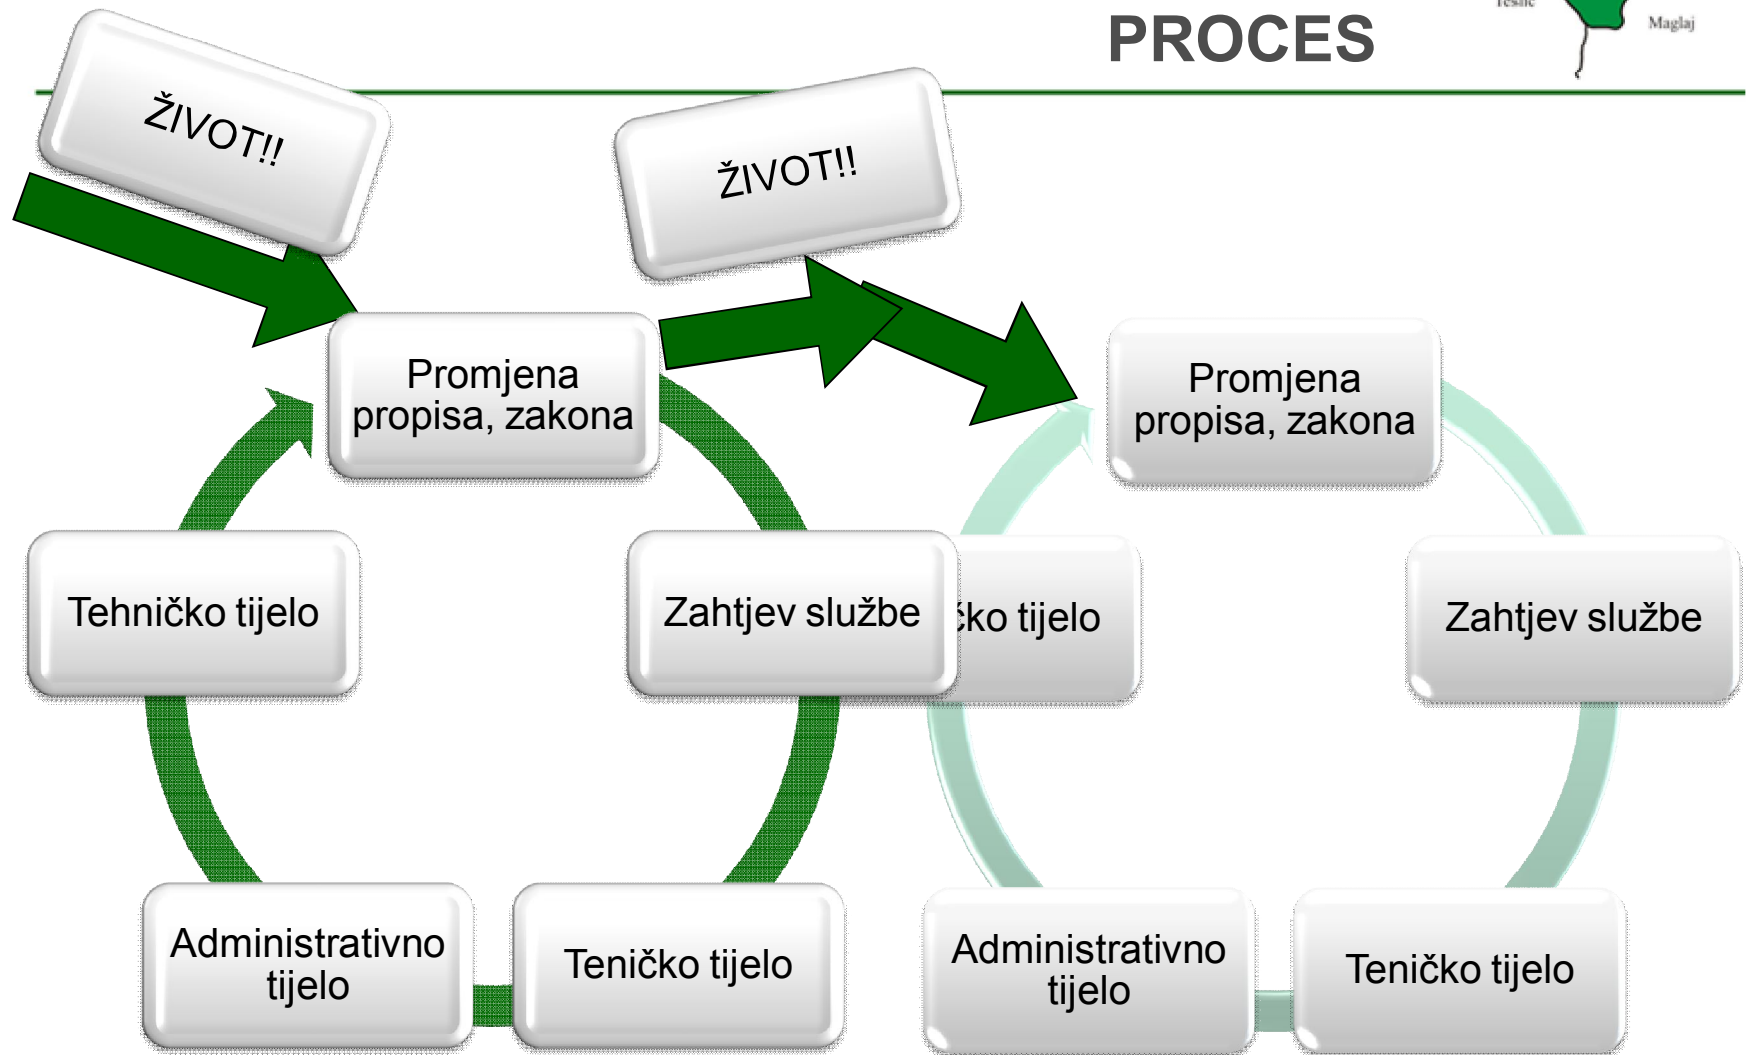 PROCES
Maglaj
ŽIVOT!!
ŽIVOT!!
Promjena
propisa, zakona
Promjena
propisa, zakona
Tehničko tijelo
Zahtjev službe
čko tijelo
Zahtjev službe
Administrativno
tijelo
Teničko tijelo
Administrativno
tijelo
Teničko tijelo